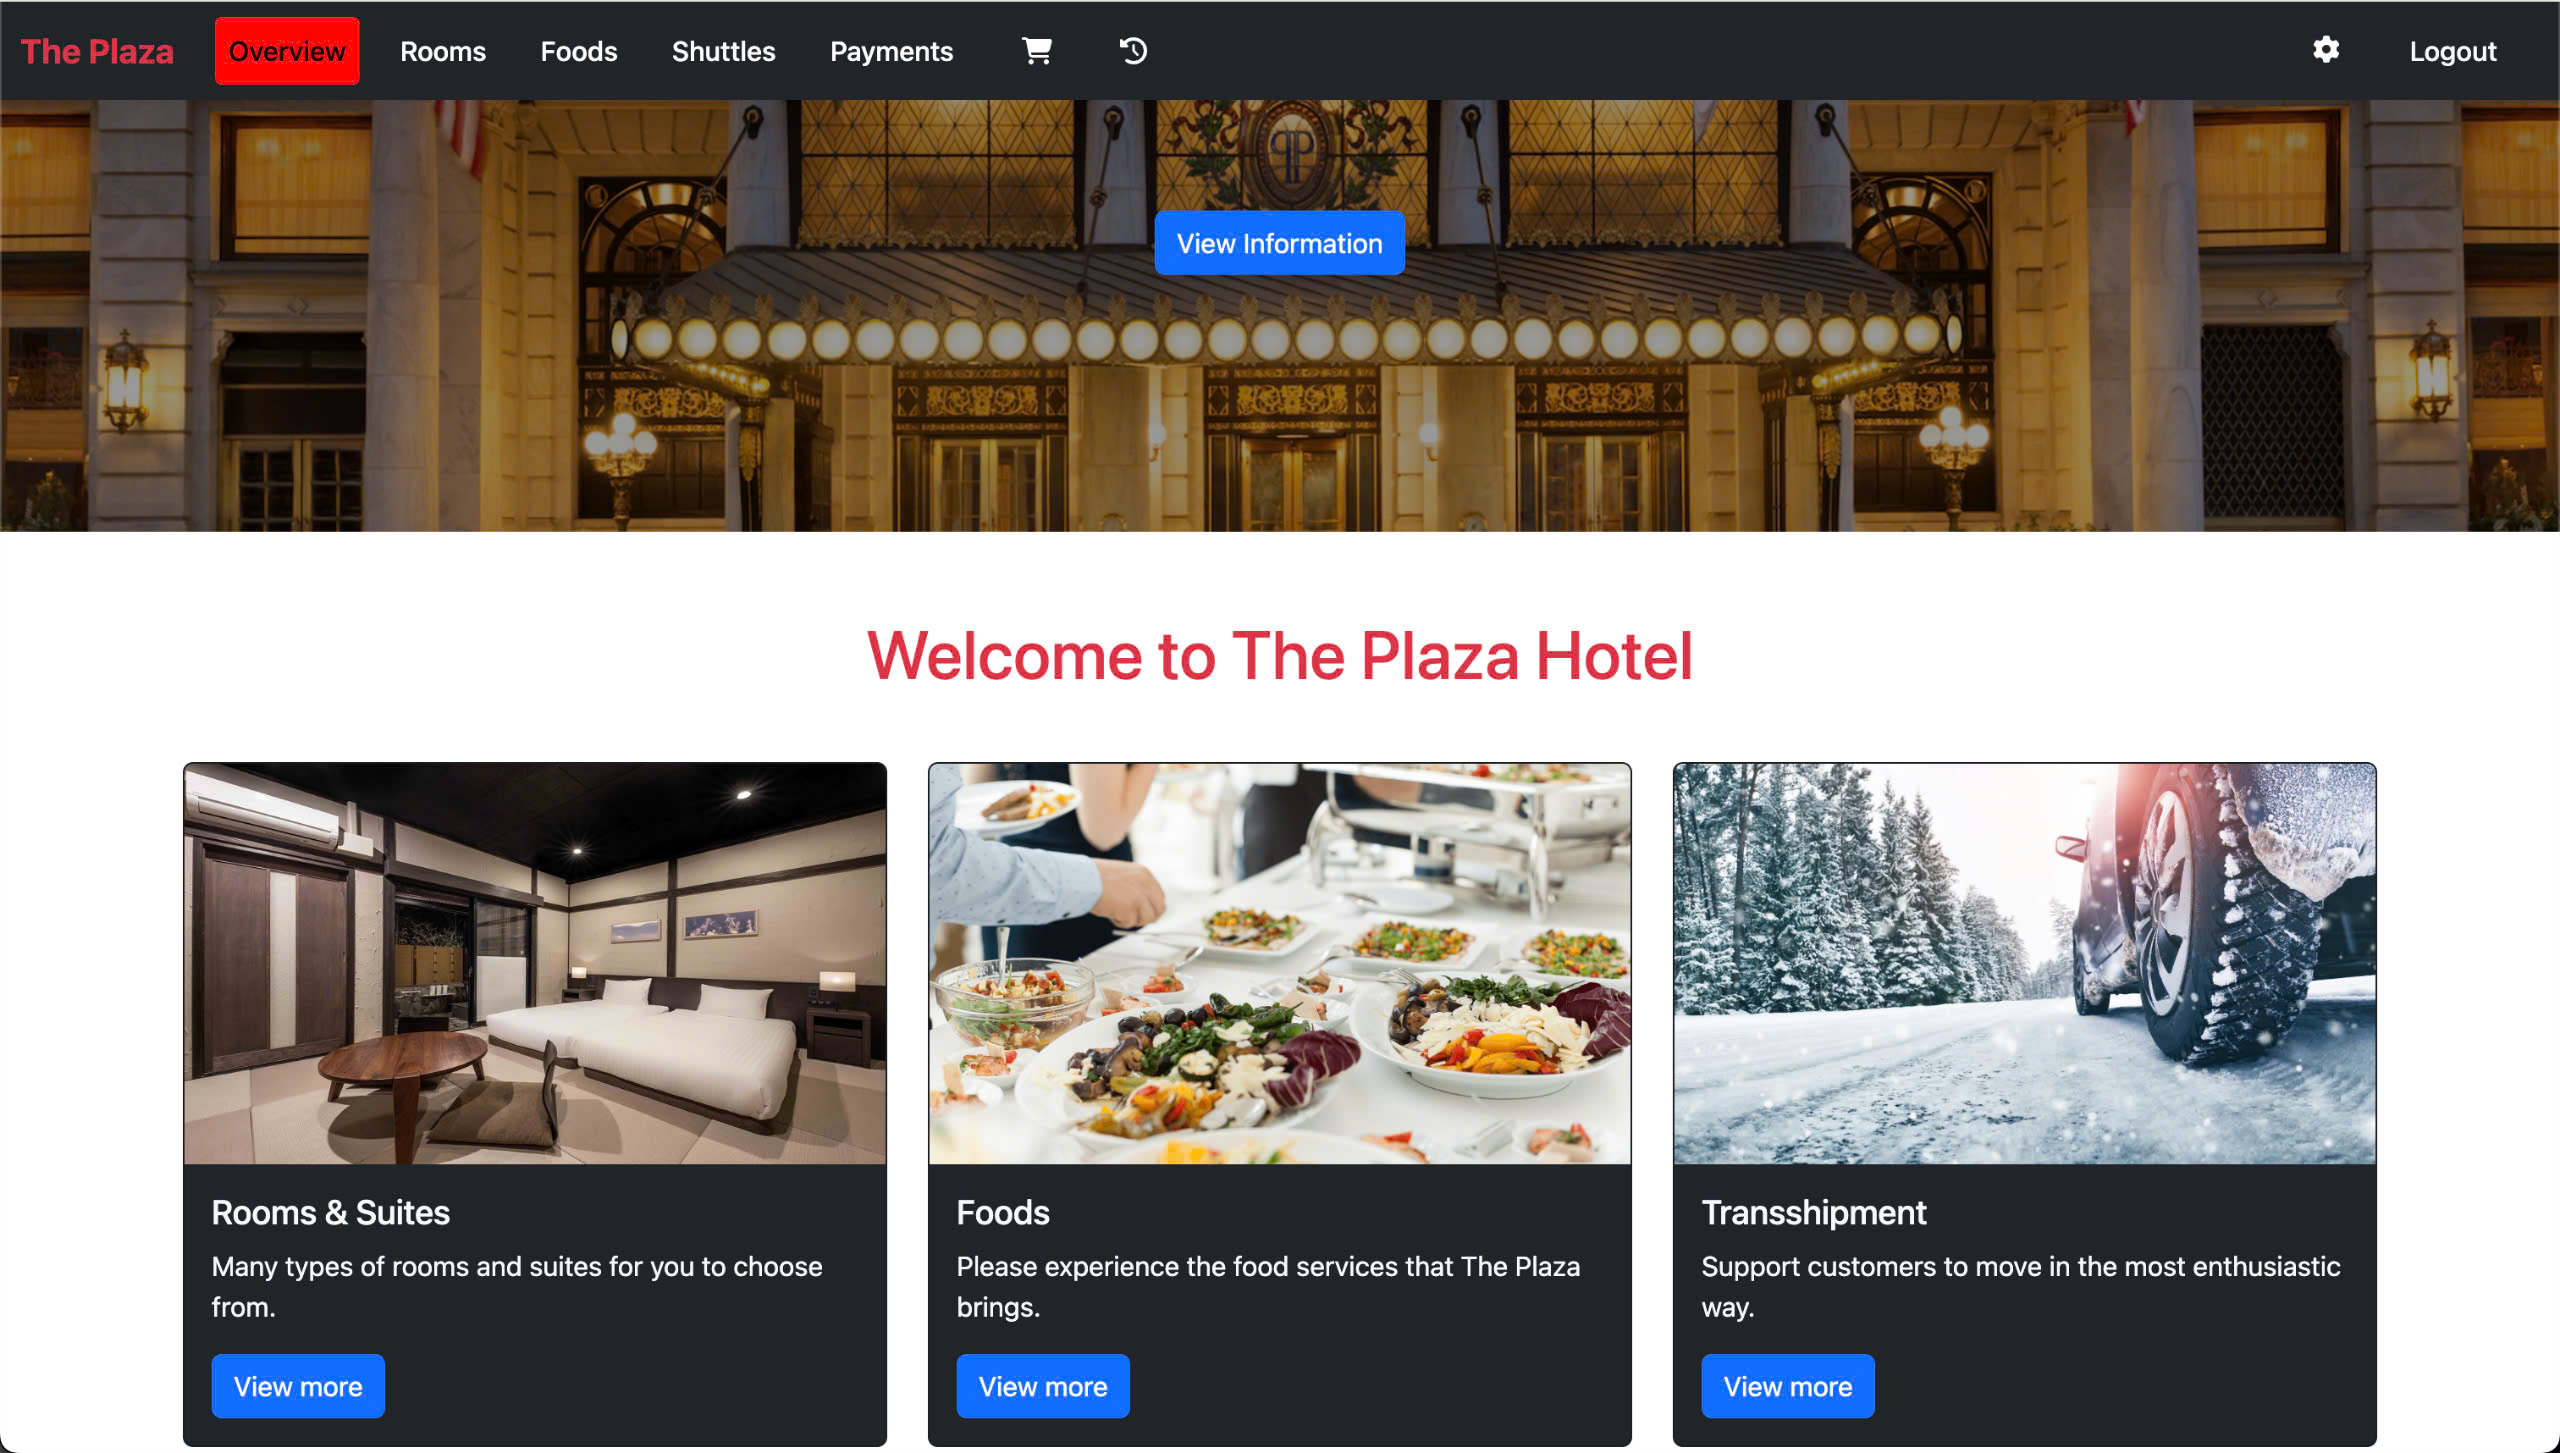 The Plaza Overview Rooms Foods Shuttles Payments Logout
View Information
Welcome to The Plaza Hotel
Rooms & Suites
Many types of rooms and suites for you to choose
from.
View more
Foods
Please experience the food services that The Plaza
brings.
View more
Transshipment
Support customers to move in the most enthusiastic
way.
View more